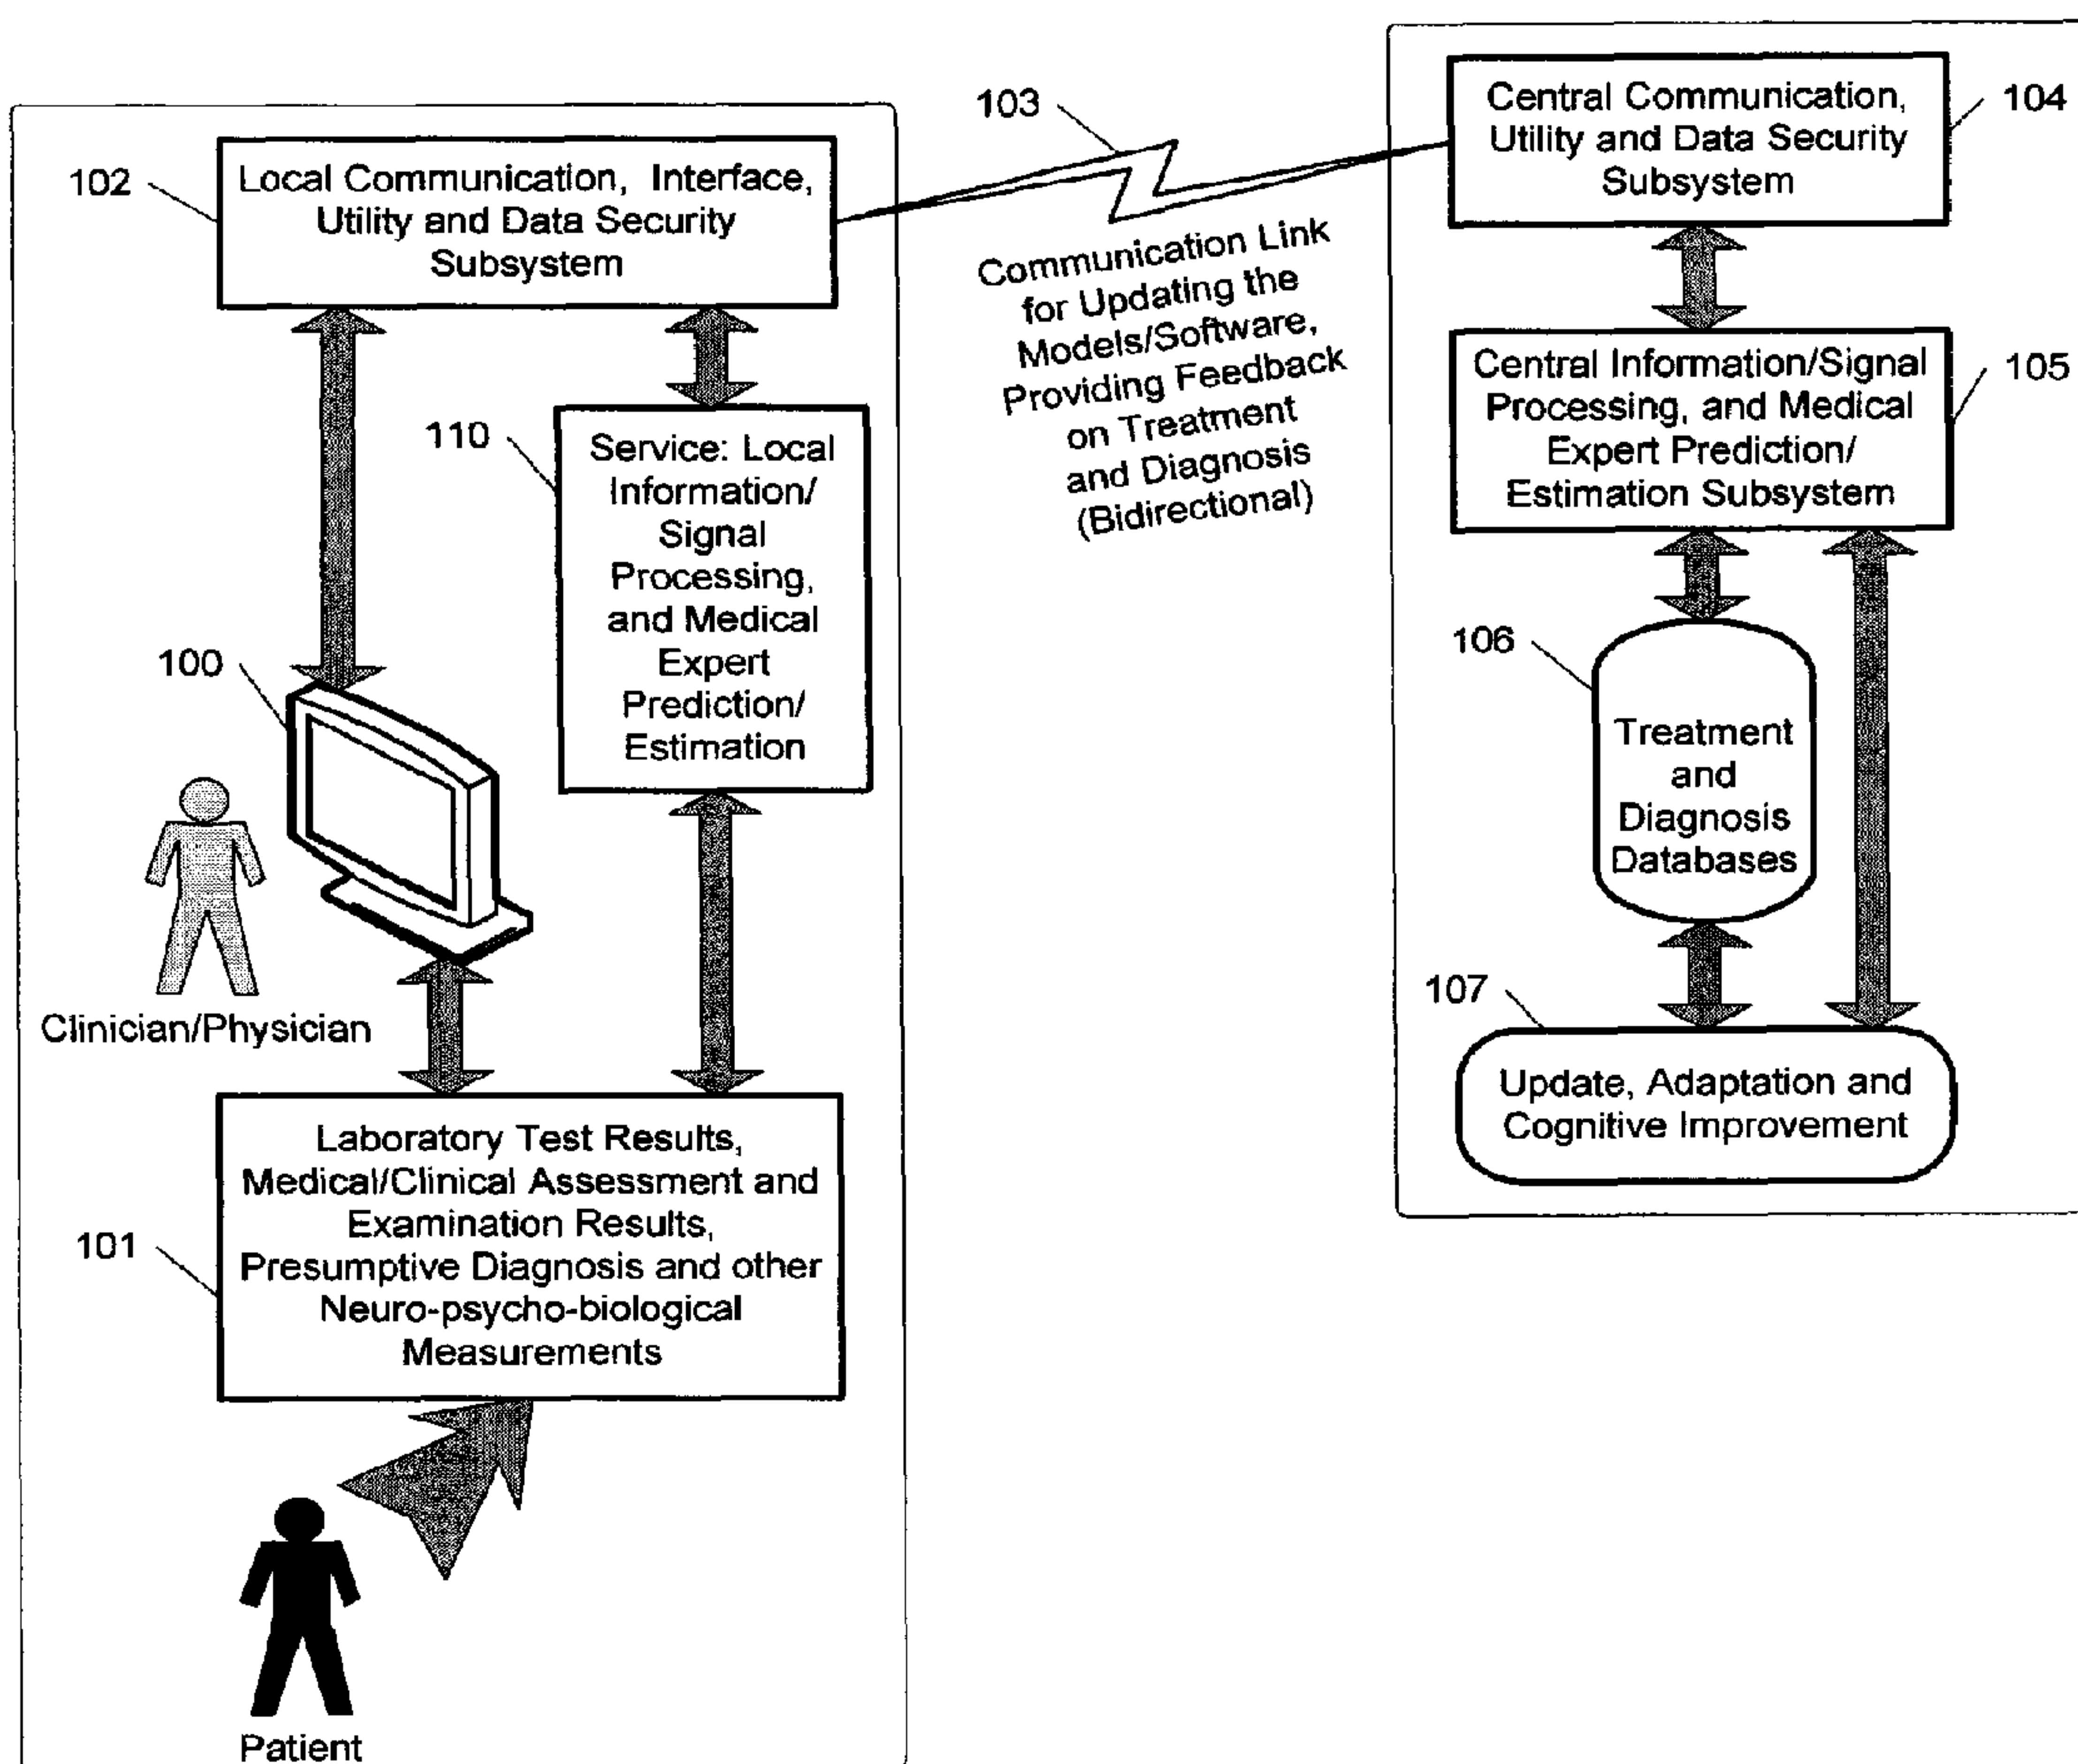 102
Local Communication, Interface,
Utility and Data Security
Subsystem
103
Communication Link
for Updating the
Models/Software,
Providing Feedback
on Treatment
and Diagnosis
(Bidirectional)
Central Communication,
Utility and Data Security
Subsystem
104
Central Information/Signal
Processing, and Medical
Expert Prediction/
Estimation Subsystem
105
110
Service: Local
Information/
Signal
Processing,
and Medical
Expert
Prediction/
Estimation
100
Clinician/Physician
106
Treatment
and
Diagnosis
Databases
107
Update, Adaptation and
Cognitive Improvement
101
Laboratory Test Results,
Medical/Clinical Assessment and
Examination Results,
Presumptive Diagnosis and other
Neuro-psycho-biological
Measurements
Patient